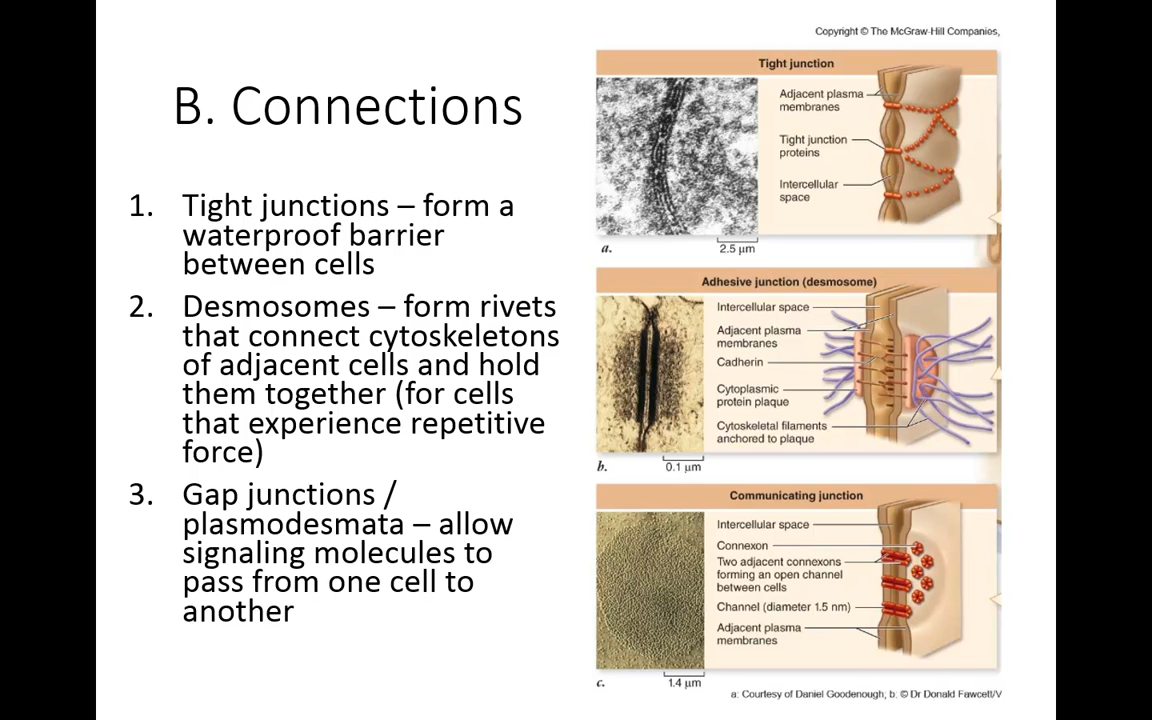 Copyright © The McGraw-Hill Companies,
B. Connections
1. Tight junctions – form a
waterproof barrier
between cells
2. Desmosomes – form rivets
that connect cytoskeletons
of adjacent cells and hold
them together (for cells
that experience repetitive
force)
3. Gap junctions /
plasmodesmata – allow
signaling molecules to
pass from one cell to
another
Tight junction
Adjacent plasma
membranes
Tight junction
proteins
Intercellular
space
a.
2.5 μm
Adhesive junction (desmosome)
Intercellular space
Adjacent plasma
membranes
Cadherin
Cytoplasmic
protein plaque
Cytoskeletal filaments
anchored to plaque
b.
0.1 μm
Communicating junction
Intercellular space
Connexon
Two adjacent connexons
forming an open channel
between cells
Channel (diameter 1.5 nm)
Adjacent plasma
membranes
c.
1.4 μm
a: Courtesy of Daniel Goodenough; b: © Dr Donald Fawcett/V